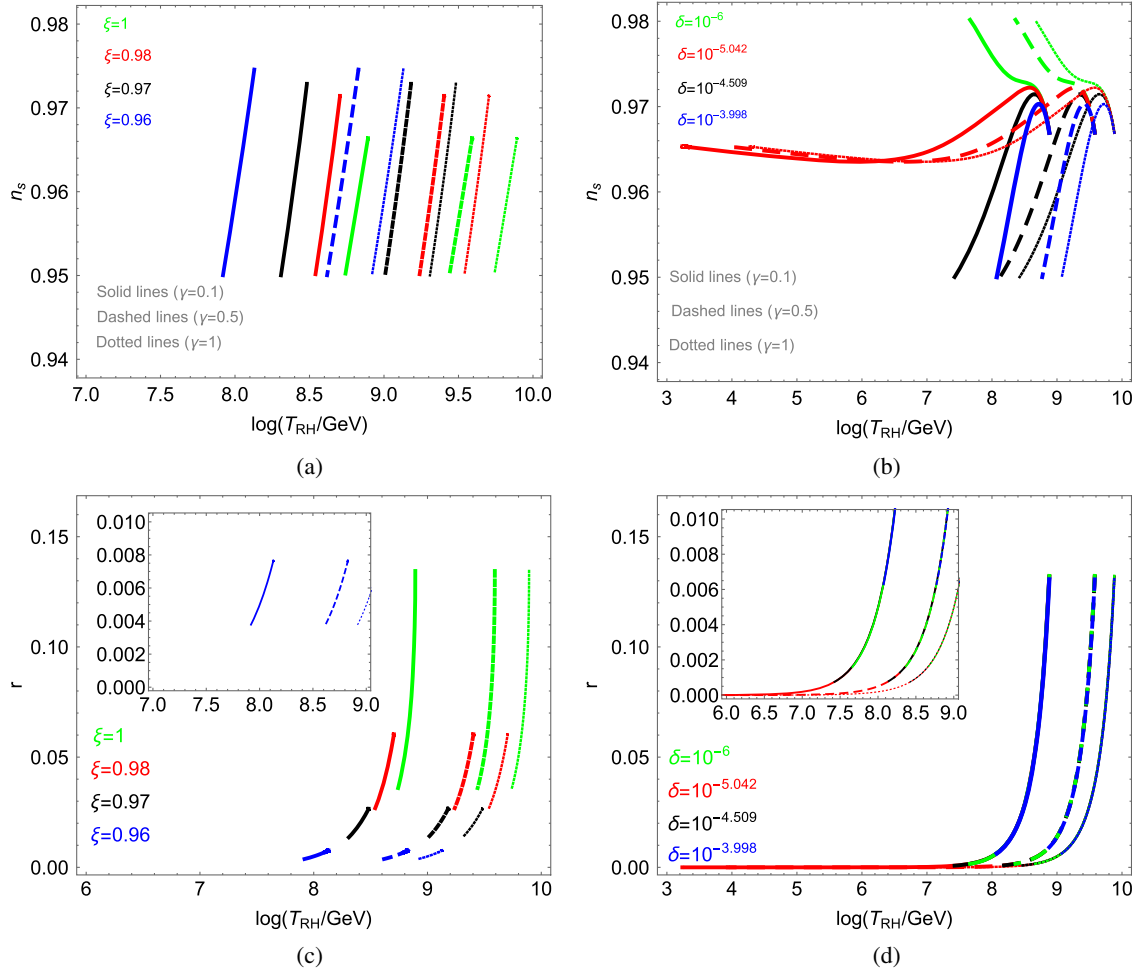 ξ=1
ξ=0.98
ξ=0.97
ξ=0.96
Solid lines (γ=0.1)
Dashed lines (γ=0.5)
Dotted lines (γ=1)
0.98
0.97
0.96
0.95
0.94
n_s
7.0 7.5 8.0 8.5 9.0 9.5 10.0
log(T_RH/GeV)
(a)
δ=10^-6
δ=10^-5.042
δ=10^-4.509
δ=10^-3.998
Solid lines (γ=0.1)
Dashed lines (γ=0.5)
Dotted lines (γ=1)
0.98
0.97
0.96
0.95
0.94
n_s
3 4 5 6 7 8 9 10
log(T_RH/GeV)
(b)
0.15
0.10
0.05
0.00
r
0.010
0.008
0.006
0.004
0.002
0.000
7.0 7.5 8.0 8.5 9.0
ξ=1
ξ=0.98
ξ=0.97
ξ=0.96
6 7 8 9 10
log(T_RH/GeV)
(c)
0.15
0.10
0.05
0.00
r
0.010
0.008
0.006
0.004
0.002
0.000
6.0 6.5 7.0 7.5 8.0 8.5 9.0
δ=10^-6
δ=10^-5.042
δ=10^-4.509
δ=10^-3.998
3 4 5 6 7 8 9 10
log(T_RH/GeV)
(d)